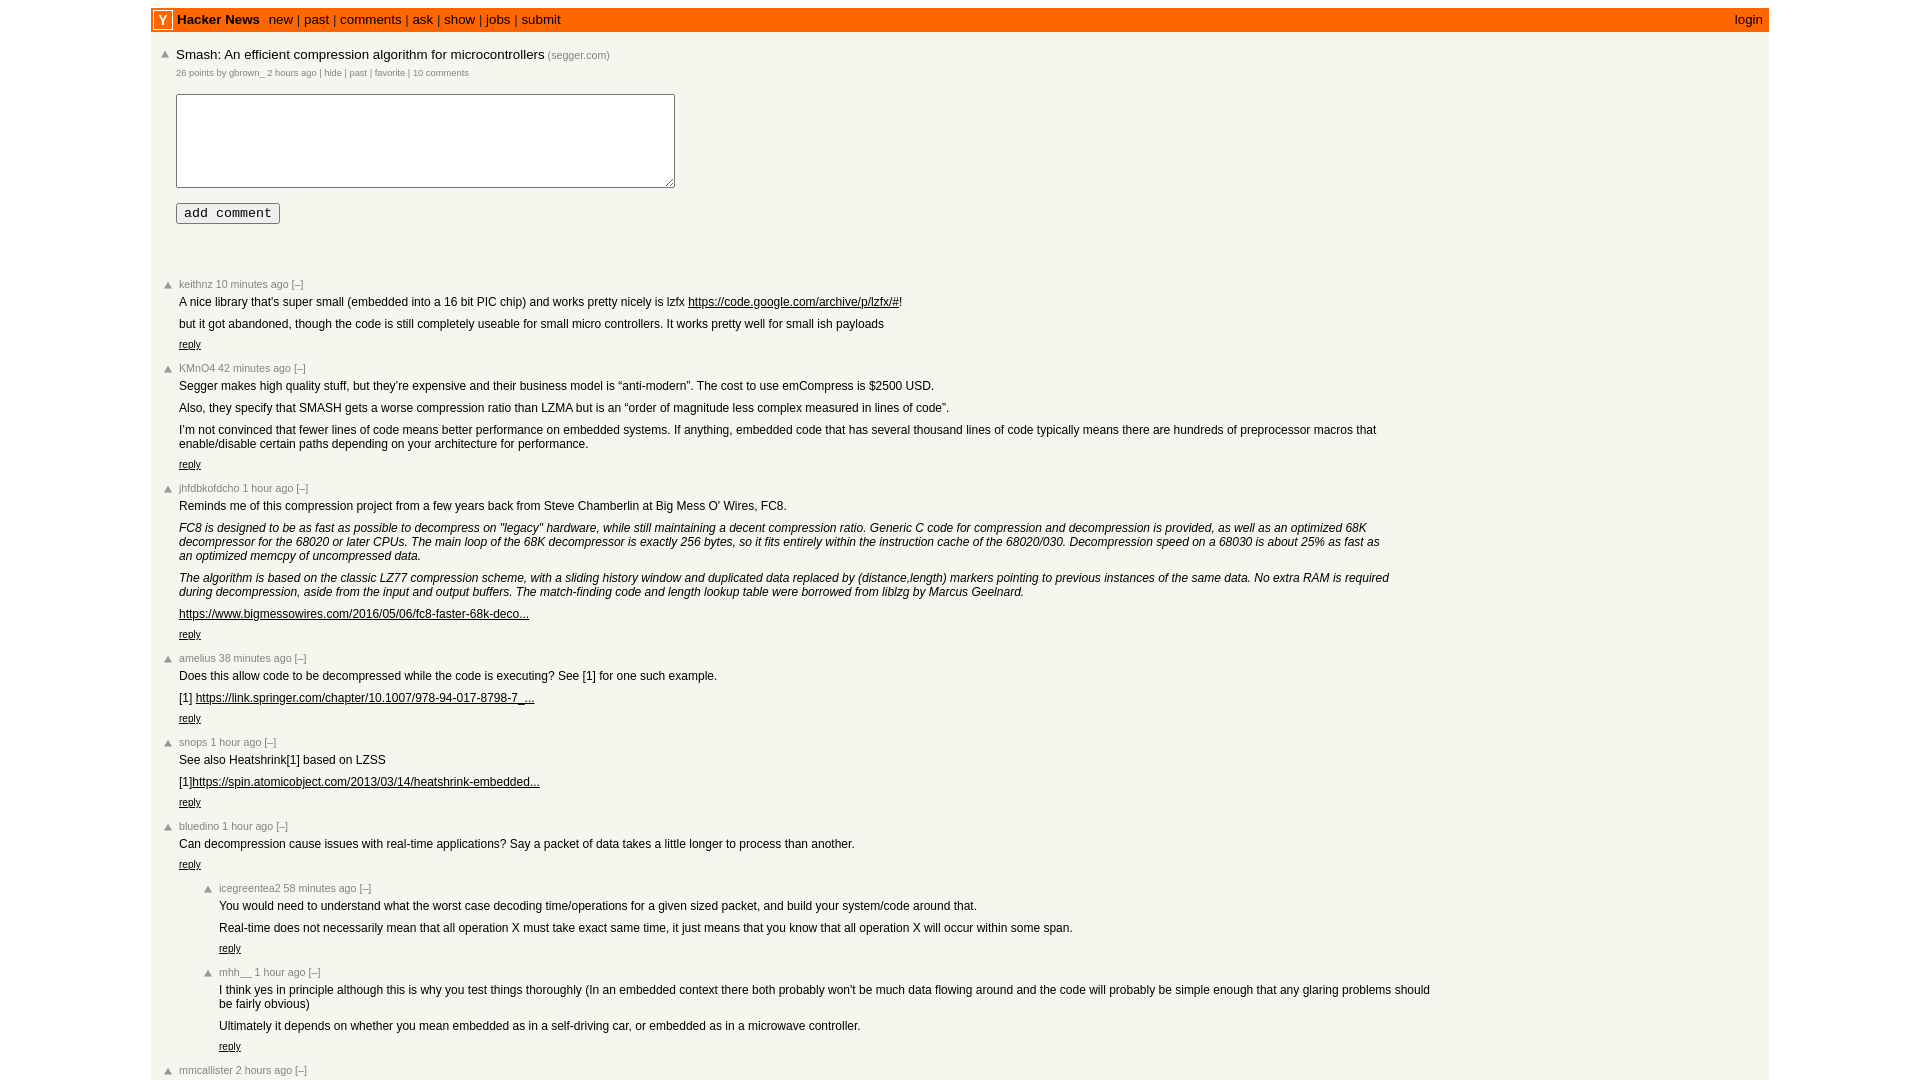 Y Hacker News new | past | comments | ask | show | jobs | submit login
Smash: An efficient compression algorithm for microcontrollers (segger.com)
26 points by gbrown_ 2 hours ago | hide | past | favorite | 10 comments
add comment
keithnz 10 minutes ago [–]
A nice library that's super small (embedded into a 16 bit PIC chip) and works pretty nicely is lzfx https://code.google.com/archive/p/lzfx/#!
but it got abandoned, though the code is still completely useable for small micro controllers. It works pretty well for small ish payloads
reply
KMnO4 42 minutes ago [–]
Segger makes high quality stuff, but they’re expensive and their business model is “anti-modern”. The cost to use emCompress is $2500 USD.
Also, they specify that SMASH gets a worse compression ratio than LZMA but is an “order of magnitude less complex measured in lines of code”.
I’m not convinced that fewer lines of code means better performance on embedded systems. If anything, embedded code that has several thousand lines of code typically means there are hundreds of preprocessor macros that
enable/disable certain paths depending on your architecture for performance.
reply
jhfdbkofdcho 1 hour ago [–]
Reminds me of this compression project from a few years back from Steve Chamberlin at Big Mess O' Wires, FC8.
FC8 is designed to be as fast as possible to decompress on "legacy" hardware, while still maintaining a decent compression ratio. Generic C code for compression and decompression is provided, as well as an optimized 68K
decompressor for the 68020 or later CPUs. The main loop of the 68K decompressor is exactly 256 bytes, so it fits entirely within the instruction cache of the 68020/030. Decompression speed on a 68030 is about 25% as fast as
an optimized memcpy of uncompressed data.
The algorithm is based on the classic LZ77 compression scheme, with a sliding history window and duplicated data replaced by (distance,length) markers pointing to previous instances of the same data. No extra RAM is required
during decompression, aside from the input and output buffers. The match-finding code and length lookup table were borrowed from liblzg by Marcus Geelnard.
https://www.bigmessowires.com/2016/05/06/fc8-faster-68k-deco...
reply
amelius 38 minutes ago [–]
Does this allow code to be decompressed while the code is executing? See [1] for one such example.
[1] https://link.springer.com/chapter/10.1007/978-94-017-8798-7_...
reply
snops 1 hour ago [–]
See also Heatshrink[1] based on LZSS
[1]https://spin.atomicobject.com/2013/03/14/heatshrink-embedded...
reply
bluedino 1 hour ago [–]
Can decompression cause issues with real-time applications? Say a packet of data takes a little longer to process than another.
reply
icegreentea2 58 minutes ago [–]
You would need to understand what the worst case decoding time/operations for a given sized packet, and build your system/code around that.
Real-time does not necessarily mean that all operation X must take exact same time, it just means that you know that all operation X will occur within some span.
reply
mhh__ 1 hour ago [–]
I think yes in principle although this is why you test things thoroughly (In an embedded context there both probably won't be much data flowing around and the code will probably be simple enough that any glaring problems should
be fairly obvious)
Ultimately it depends on whether you mean embedded as in a self-driving car, or embedded as in a microwave controller.
reply
mmcallister 2 hours ago [–]